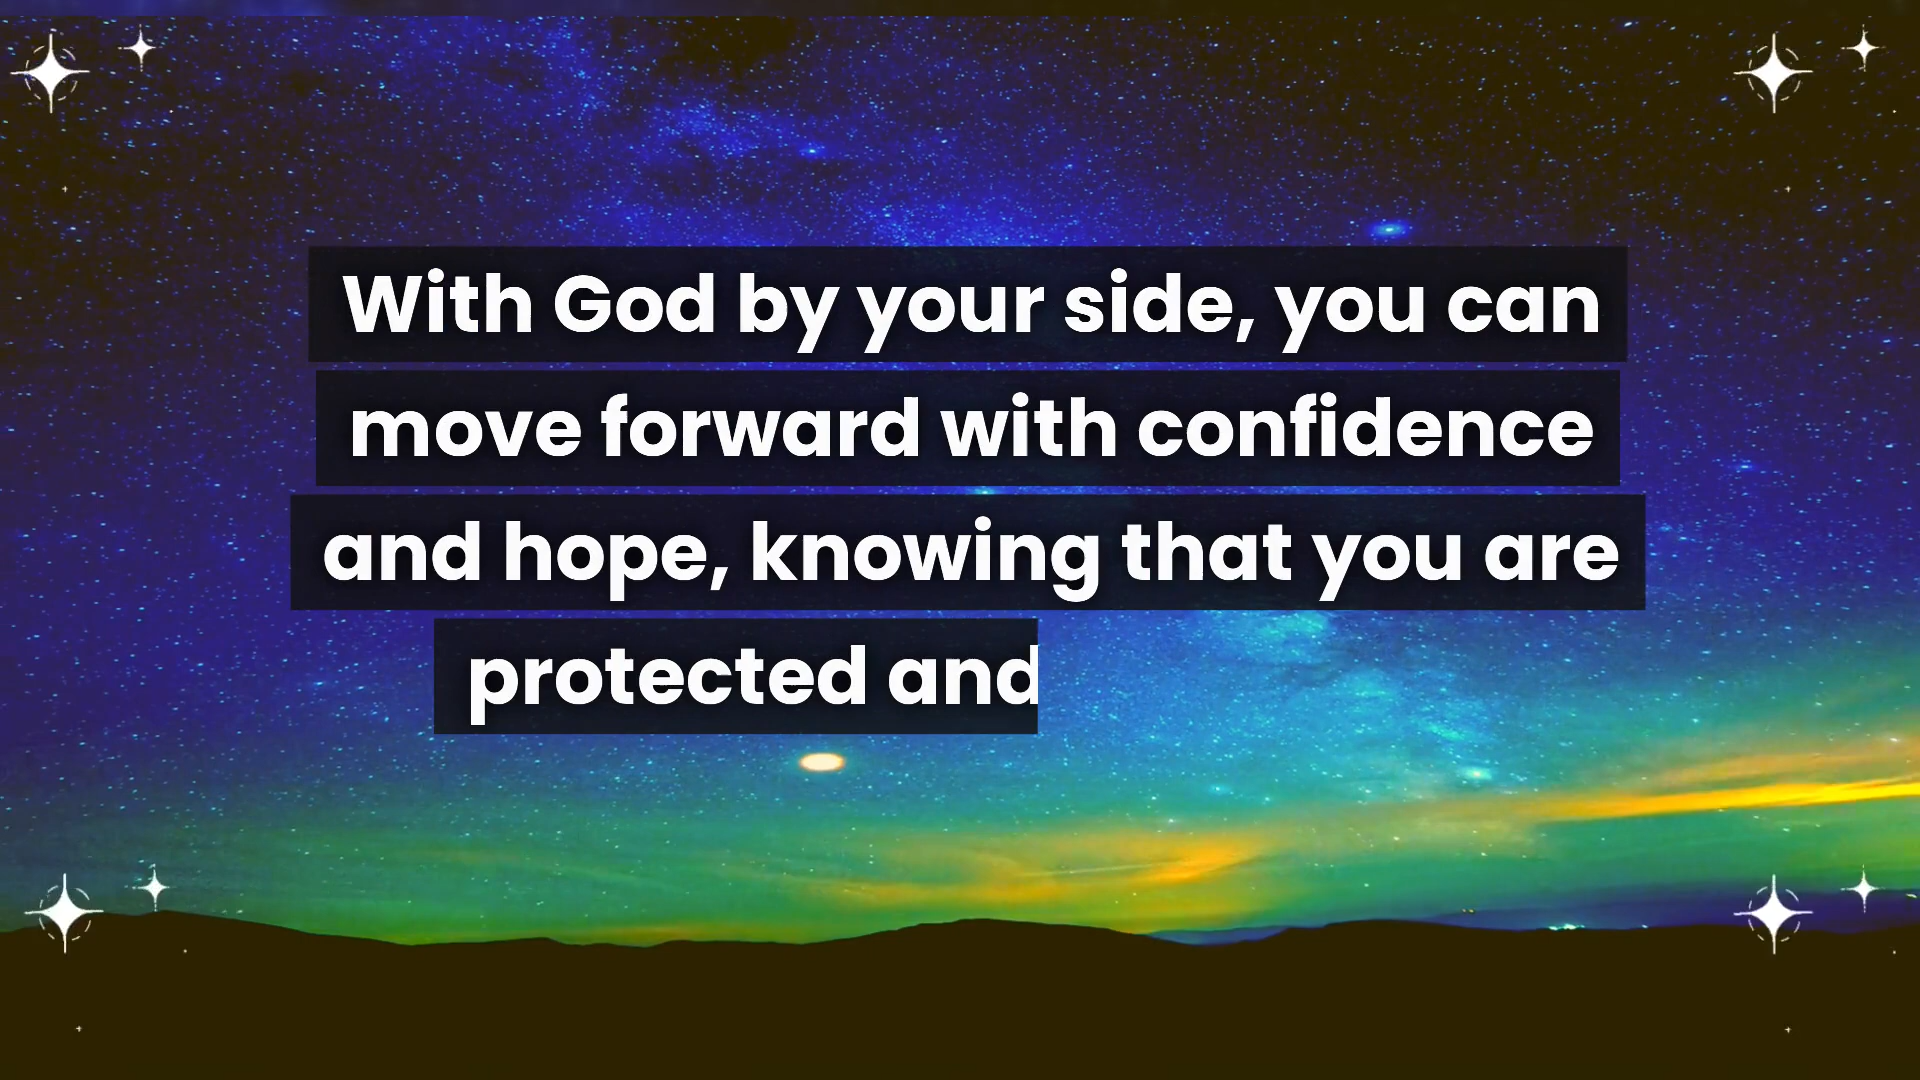 With God by your side, you can
move forward with confidence
and hope, knowing that you are
protected and